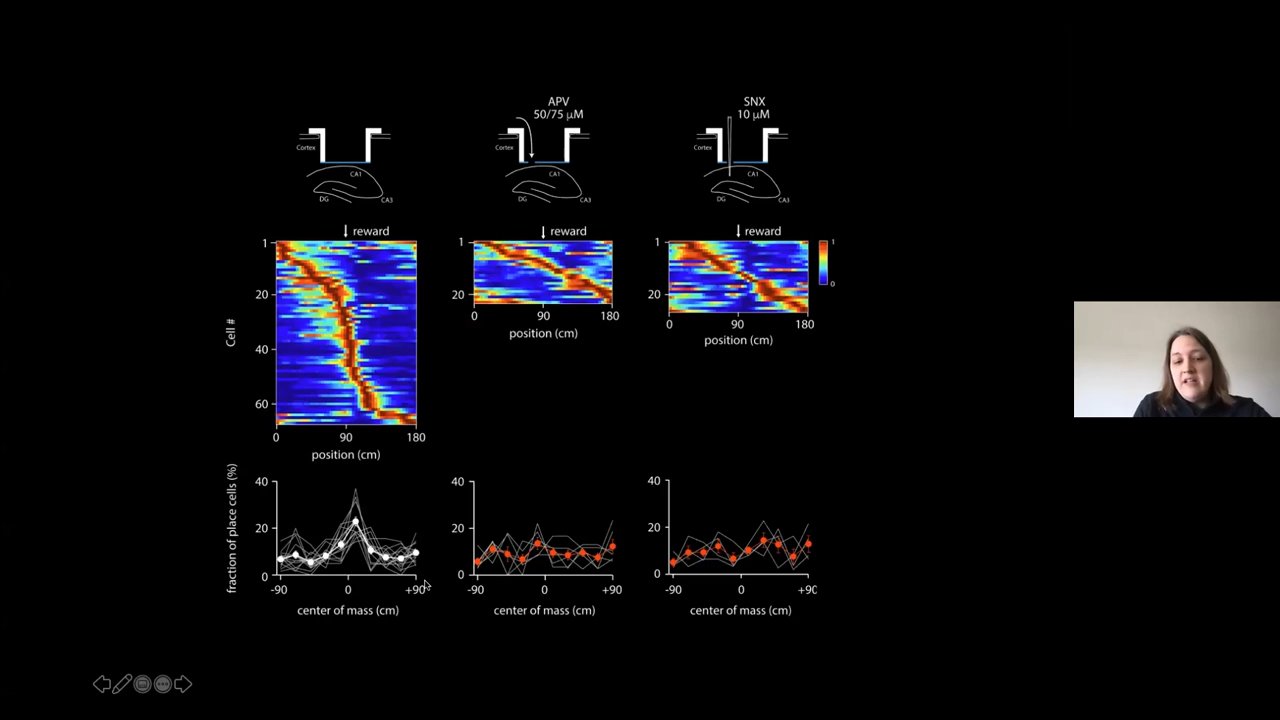 APV
50/75 µM
SNX
10 µM
Cortex
CA1
DG
CA3
Cortex
CA1
DG
CA3
Cortex
CA1
DG
CA3
reward
reward
reward
Cell #
1
20
40
60
0 90 180
position (cm)
1
20
0 90 180
position (cm)
1
20
0 90 180
position (cm)
1
0
fraction of place cells (%)
40
20
0
-90 0 +90
center of mass (cm)
40
20
0
-90 0 +90
center of mass (cm)
40
20
0
-90 0 +90
center of mass (cm)